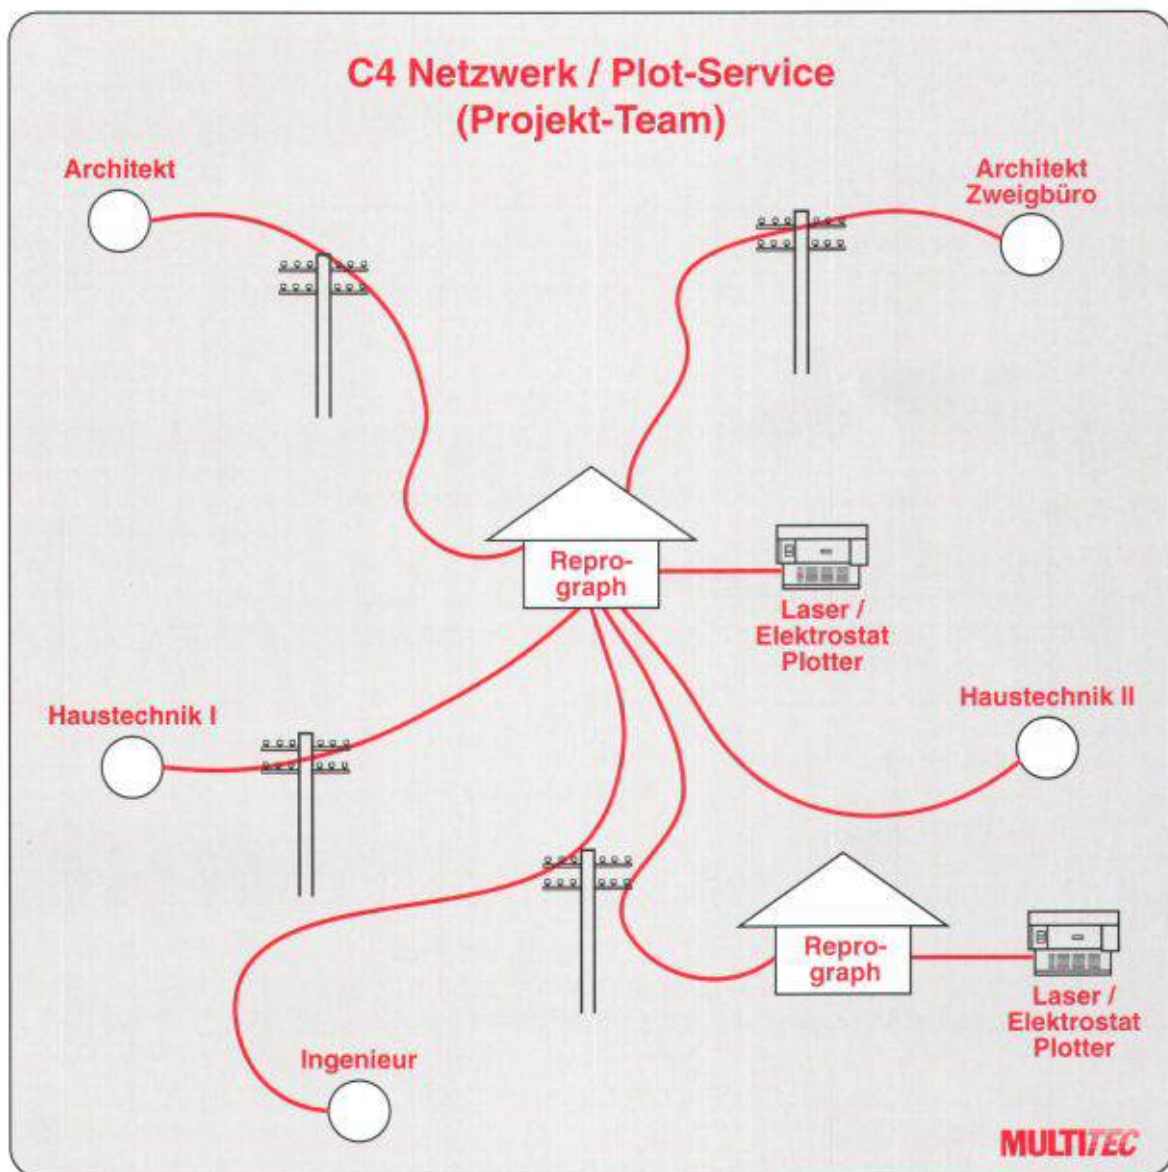 C4 Netzwerk / Plot-Service
(Projekt-Team)
Architekt
Architekt
Zweigbüro
Repro-
graph
Laser /
Elektrostat
Plotter
Haustechnik I
Haustechnik II
Repro-
graph
Laser /
Elektrostat
Plotter
Ingenieur
MULTITEC